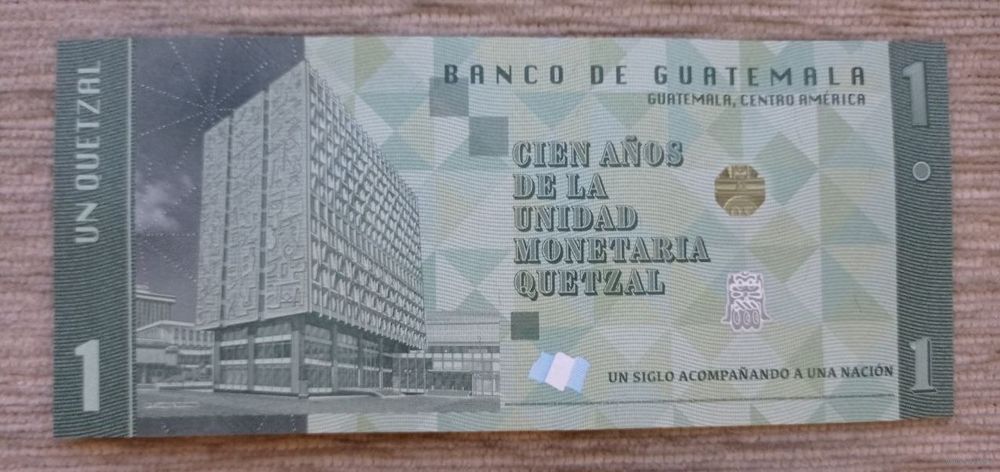 UN QUETZAL
1
BANCO DE GUATEMALA
GUATEMALA, CENTRO AMÉRICA
1
CIEN AÑOS
DE LA
UNIDAD
MONETARIA
QUETZAL
UN SIGLO ACOMPAÑANDO A UNA NACIÓN
1